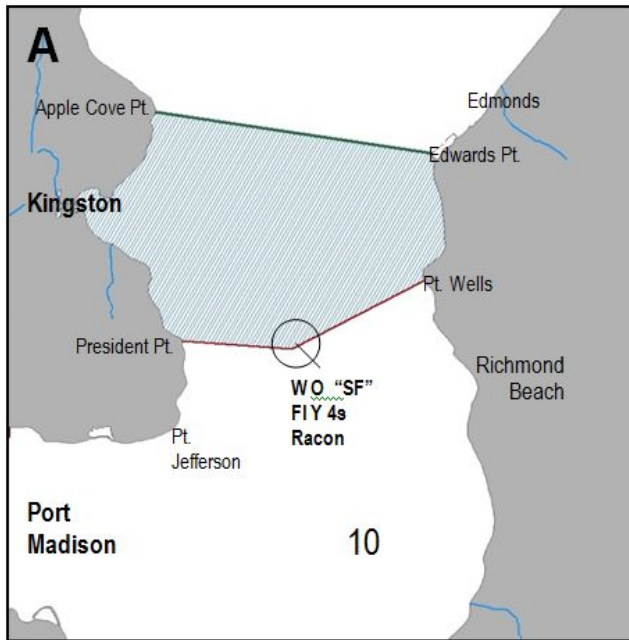 A
Apple Cove Pt.
Edmonds
Edwards Pt.
Kingston
Pt. Wells
President Pt.
Richmond
Beach
WO "SF"
Fl Y 4s
Racon
Pt.
Jefferson
Port
Madison
10